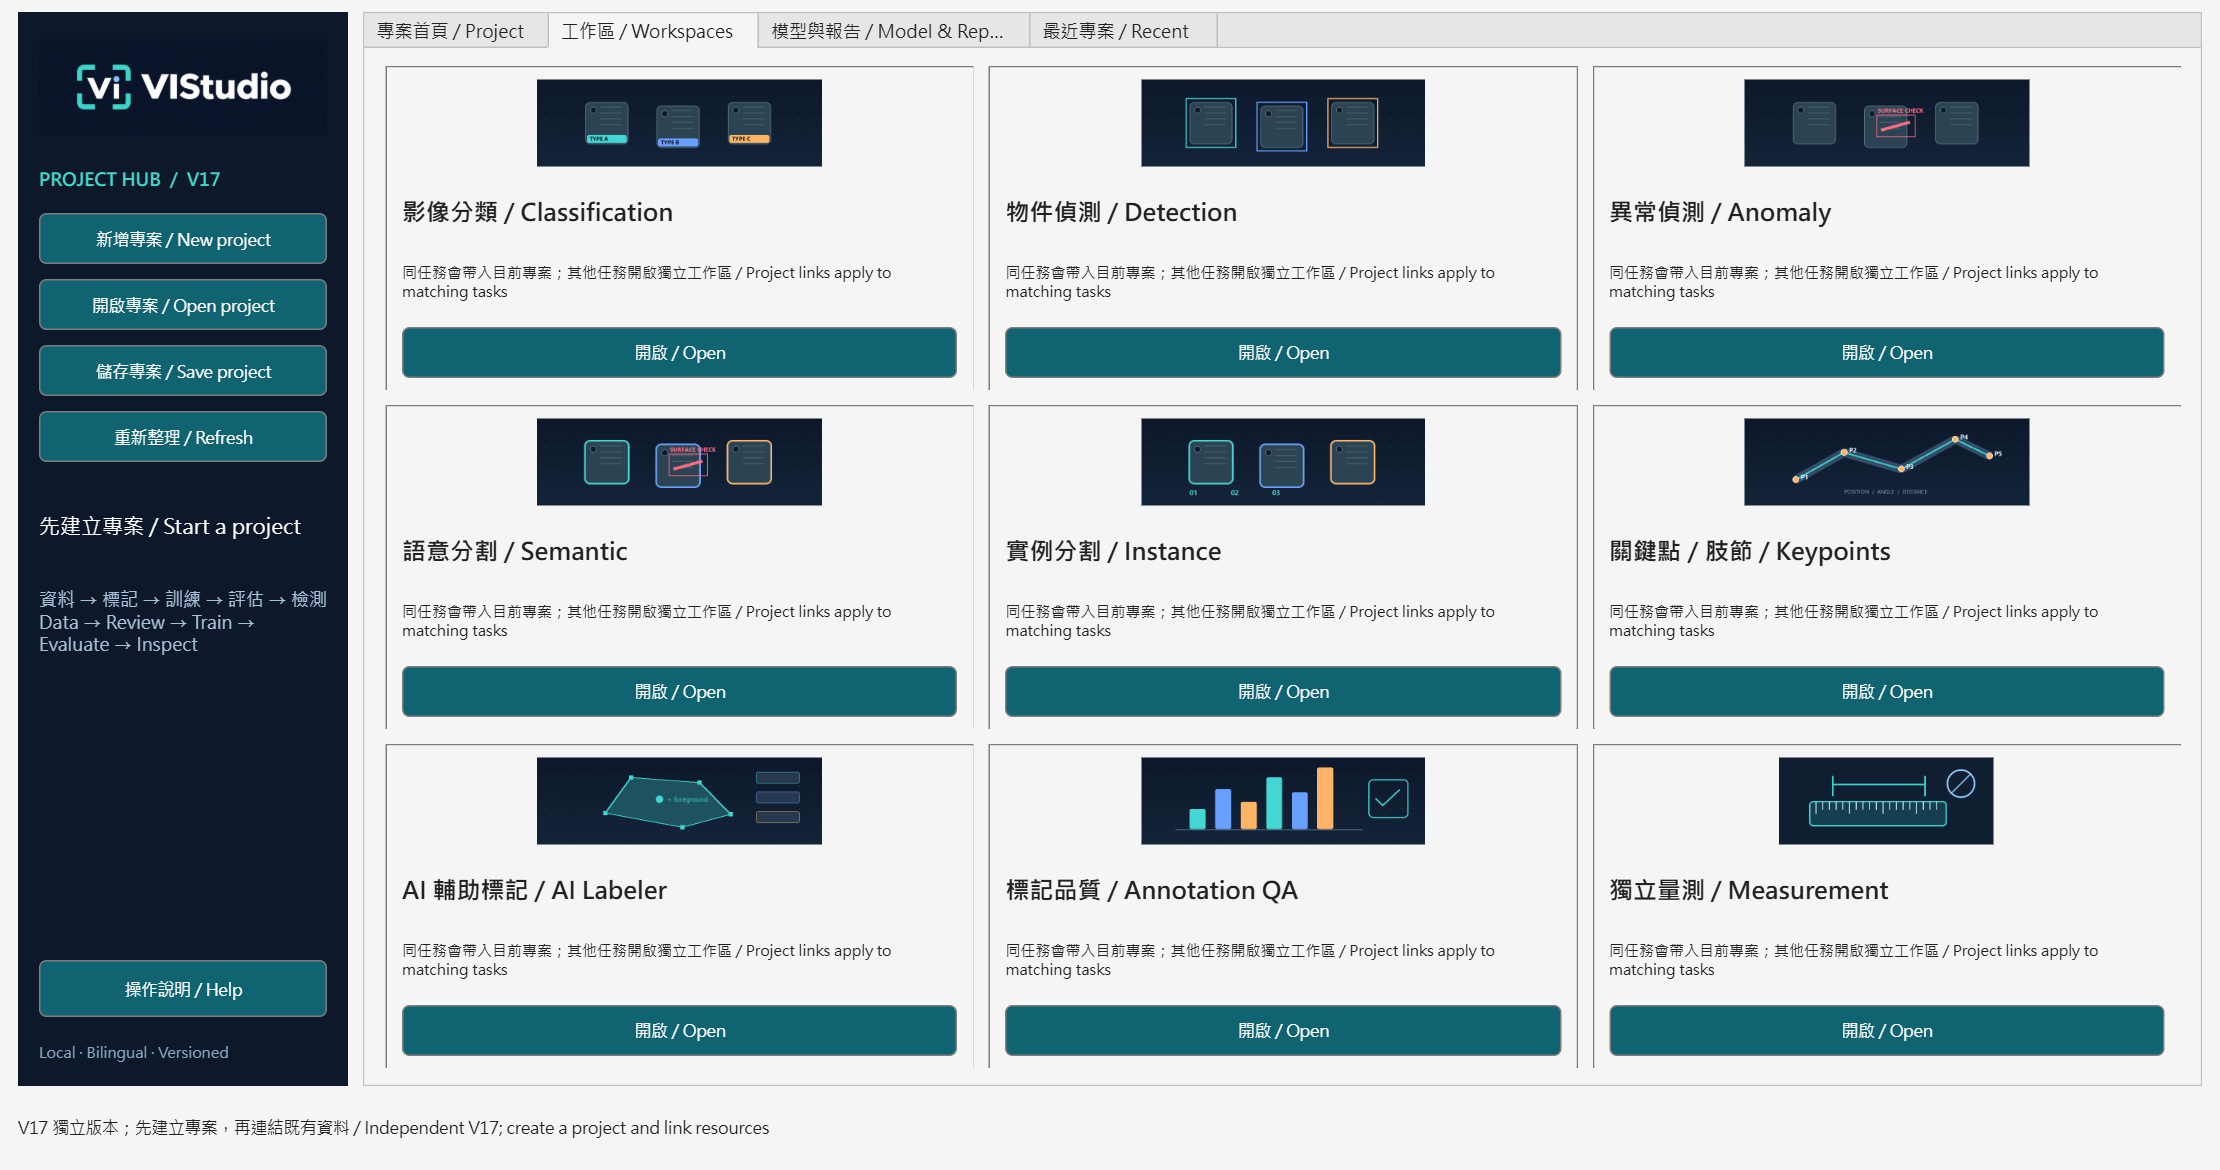 Vi VIStudio
PROJECT HUB / V17
新增專案 / New project
開啟專案 / Open project
儲存專案 / Save project
重新整理 / Refresh
先建立專案 / Start a project
資料 → 標記 → 訓練 → 評估 → 檢測
Data → Review → Train →
Evaluate → Inspect
操作說明 / Help
Local · Bilingual · Versioned
專案首頁 / Project
工作區 / Workspaces
模型與報告 / Model & Rep...
最近專案 / Recent
TYPE A
TYPE B
TYPE C
影像分類 / Classification
同任務會帶入目前專案；其他任務開啟獨立工作區 / Project links apply to
matching tasks
開啟 / Open
物件偵測 / Detection
同任務會帶入目前專案；其他任務開啟獨立工作區 / Project links apply to
matching tasks
開啟 / Open
SURFACE CHECK
異常偵測 / Anomaly
同任務會帶入目前專案；其他任務開啟獨立工作區 / Project links apply to
matching tasks
開啟 / Open
SURFACE CHECK
語意分割 / Semantic
同任務會帶入目前專案；其他任務開啟獨立工作區 / Project links apply to
matching tasks
開啟 / Open
01 02 03
實例分割 / Instance
同任務會帶入目前專案；其他任務開啟獨立工作區 / Project links apply to
matching tasks
開啟 / Open
P1
P2
P3
P4
P5
POSITION / ANGLE / DISTANCE
關鍵點 / 肢節 / Keypoints
同任務會帶入目前專案；其他任務開啟獨立工作區 / Project links apply to
matching tasks
開啟 / Open
+ foreground
AI 輔助標記 / AI Labeler
同任務會帶入目前專案；其他任務開啟獨立工作區 / Project links apply to
matching tasks
開啟 / Open
標記品質 / Annotation QA
同任務會帶入目前專案；其他任務開啟獨立工作區 / Project links apply to
matching tasks
開啟 / Open
獨立量測 / Measurement
同任務會帶入目前專案；其他任務開啟獨立工作區 / Project links apply to
matching tasks
開啟 / Open
V17 獨立版本；先建立專案，再連結既有資料 / Independent V17; create a project and link resources